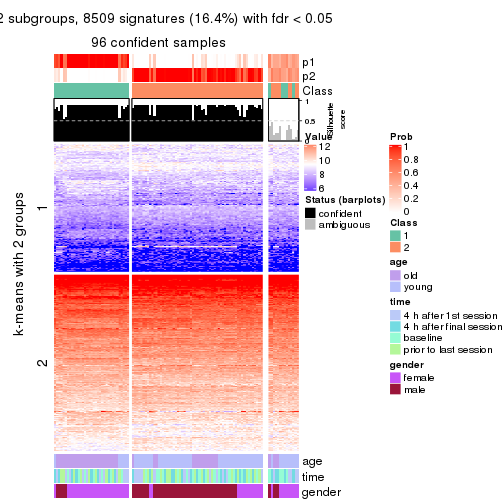 2 subgroups, 8509 signatures (16.4%) with fdr < 0.05
96 confident samples
p1
p2
Class
1
0.5
0
Silhouette
score
k-means with 2 groups
1
2
age
time
gender
Value
12
10
8
6
Status (barplots)
confident
ambiguous
Prob
1
0.8
0.6
0.4
0.2
0
Class
1
2
age
old
young
time
4 h after 1st session
4 h after final session
baseline
prior to last session
gender
female
male